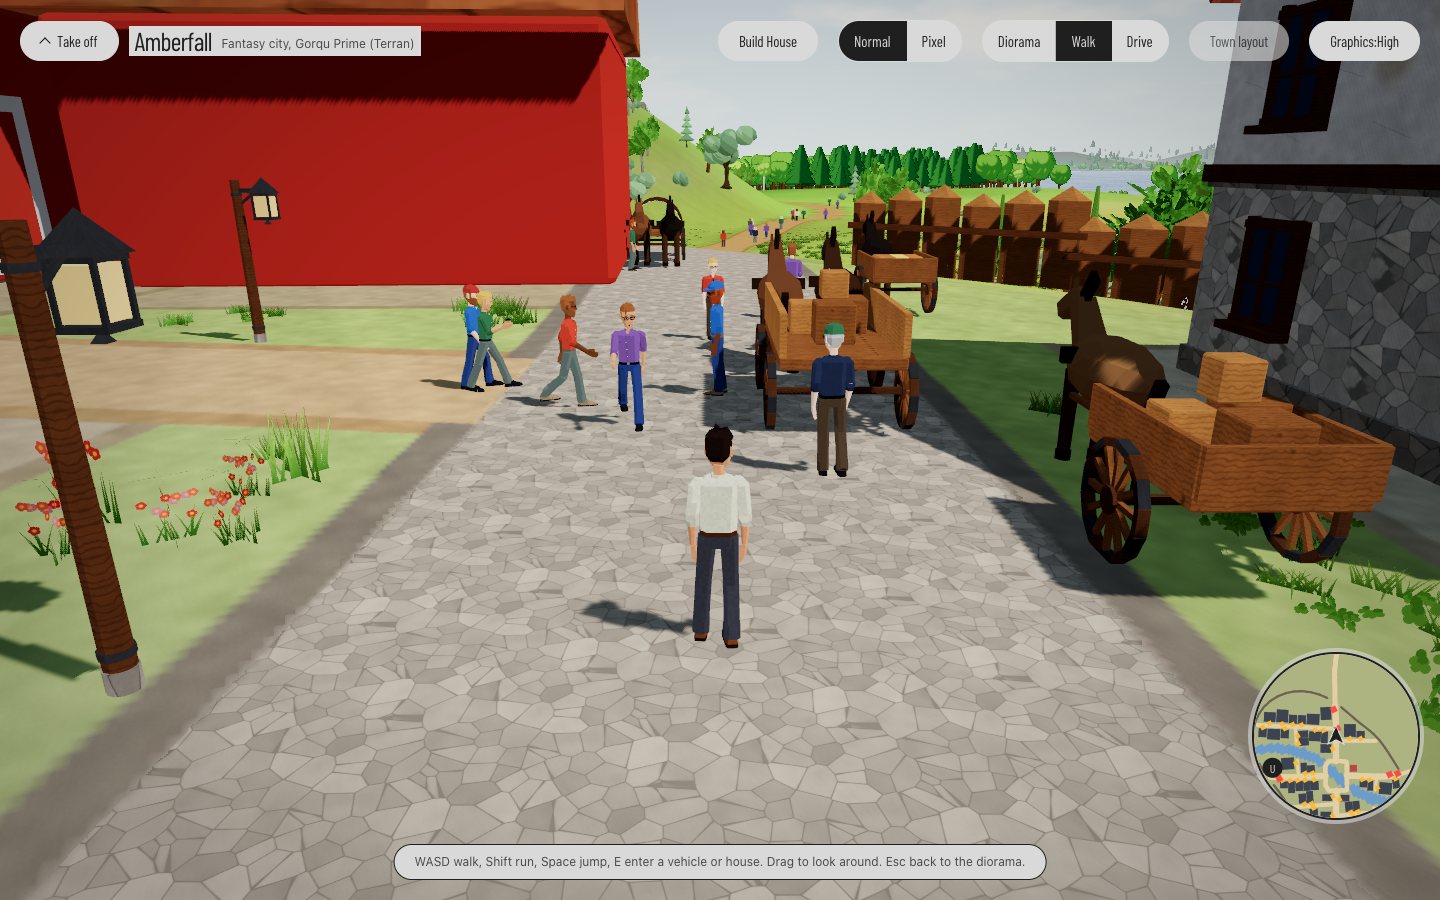 Take off
Amberfall Fantasy city, Gorqu Prime (Terran)
Build House
Normal Pixel
Diorama Walk Drive
Town layout
Graphics:High
U
WASD walk, Shift run, Space jump, E enter a vehicle or house. Drag to look around. Esc back to the diorama.